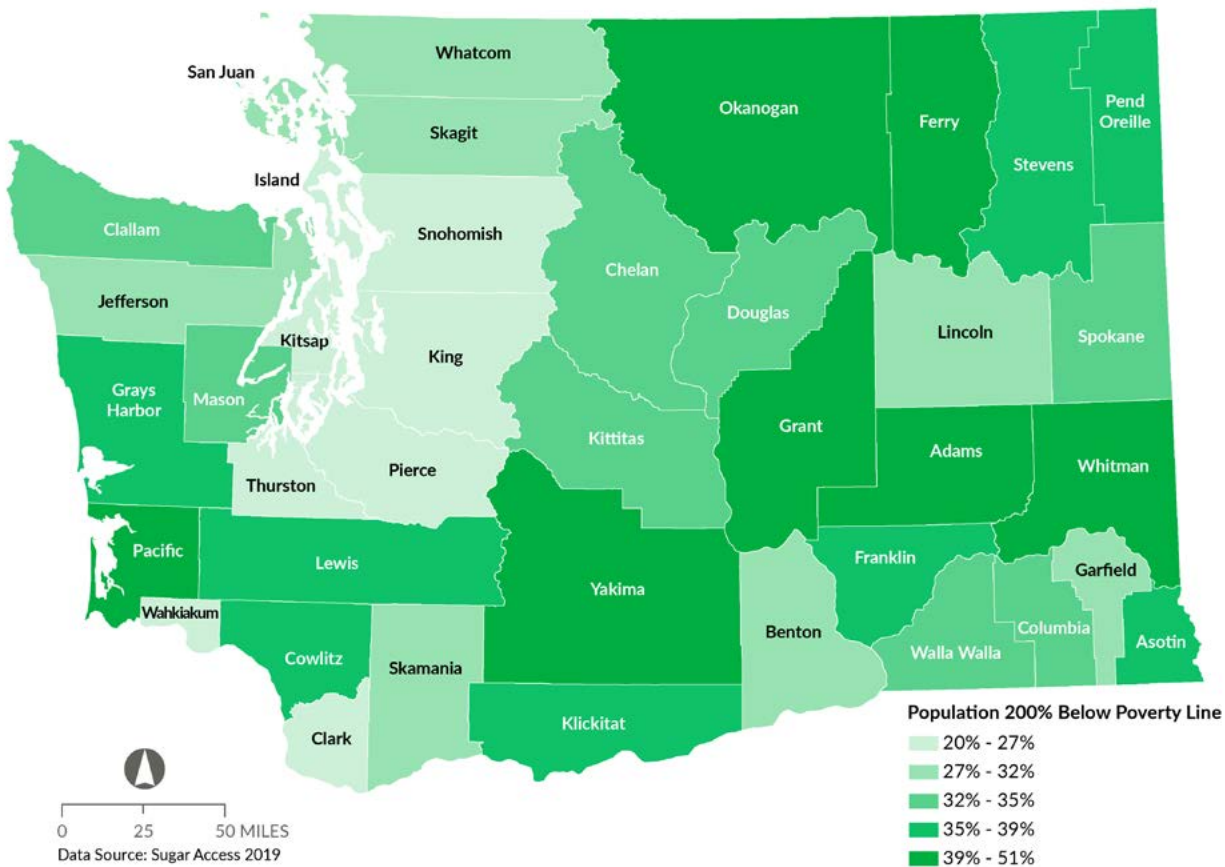 Whatcom
San Juan
Okanogan
Ferry
Pend
Oreille
Skagit
Stevens
Island
Clallam
Snohomish
Chelan
Jefferson
Douglas
Kitsap
King
Lincoln
Spokane
Grays
Harbor
Mason
Kittitas
Grant
Adams
Whitman
Pierce
Thurston
Pacific
Lewis
Franklin
Garfield
Yakima
Wahkiakum
Benton
Columbia
Walla Walla
Asotin
Cowlitz
Skamania
Klickitat
Clark
Population 200% Below Poverty Line
20% - 27%
27% - 32%
32% - 35%
35% - 39%
39% - 51%
0 25 50 MILES
Data Source: Sugar Access 2019